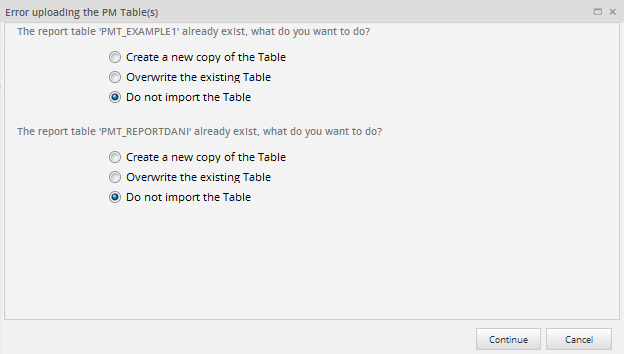 Error uploading the PM Table(s)
The report table 'PMT_EXAMPLE1' already exist, what do you want to do?
Create a new copy of the Table
Overwrite the existing Table
Do not import the Table
The report table 'PMT_REPORTDANI' already exist, what do you want to do?
Create a new copy of the Table
Overwrite the existing Table
Do not import the Table
Continue Cancel